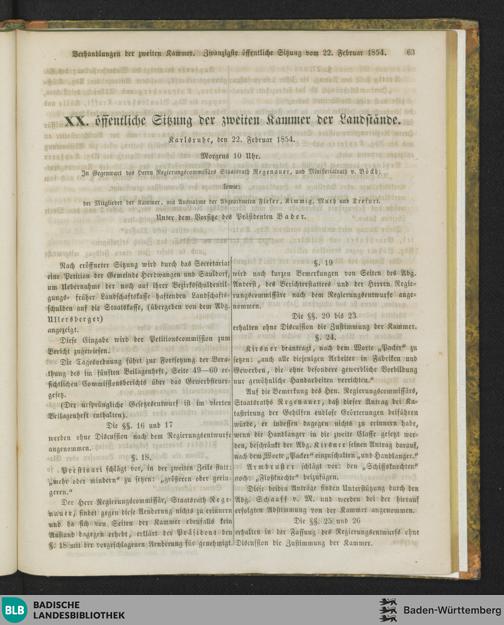 Verhandlungen der zweiten Kammer. Zwanzigste öffentliche Sitzung vom 22. Februar 1854. 63
XX. öffentliche Sitzung der zweiten Kammer der Landstände.
Karlsruhe, den 22. Februar 1854.
Morgens 10 Uhr.
In Gegenwart des Herrn Regierungscommissärs Staatsrath Regenauer, und Ministerialrath v. Böck;
sowie:
der Mitglieder der Kammer, mit Ausnahme der Abgeordneten Fieser, Kimmig, Muth und Trefurt.
Unter dem Vorsitze des Präsidenten Bader.
Nach eröffneter Sitzung wird durch das Secretariat
eine Petition der Gemeinde Herdwangen und Sauldorf,
um Uebernahme der noch auf ihrer Bezirksschuldentil-
gungs- früher Landschaftskasse haftenden Landschafts-
schulden auf die Staatskasse, (übergeben von dem Abg.
Ullersberger)
angezeigt.
Diese Eingabe wird der Petitionscommission zum
Bericht zugewiesen.
Die Tagesordnung führt zur Fortsetzung der Bera-
thung des im fünften Beilagenheft, Seite 49—60 er-
sichtlichen Commissionsberichts über das Gewerbsteuer-
gesetz.
(Der ursprüngliche Gesetzesentwurf ist im vierten
Beilagenheft enthalten).
Die §§. 16 und 17
werden ohne Discussion nach dem Regierungsentwurfe
angenommen.
§. 18.
Prestinari schlägt vor, in der zweiten Zeile statt:
„mehr oder mindern“ zu setzen: „größeren oder gerin-
geren.“
Der Herr Regierungscommissär, Staatsrath Rege-
nauer, findet gegen diese Aenderung nichts zu erinnern
und da sich von Seiten der Kammer ebenfalls kein
Anstand dagegen erhebt, erklärt der Präsident den
§. 18 mit der vorgeschlagenen Aenderung für genehmigt.
§. 19
wird nach kurzen Bemerkungen von Seiten des Abg.
Anderst, des Berichterstatters und der Herren Regie-
rungscommissäre nach dem Regierungsentwurfe ange-
nommen.
Die §§. 20 bis 23
erhalten ohne Discussion die Zustimmung der Kammer.
§. 24.
Kirsner beantragt, nach dem Worte „Packer“ zu
setzen: „auch alle diejenigen Arbeiter in Fabriken und
Gewerben, die ohne besondere gewerbliche Vorbildung
nur gewöhnliche Handarbeiten verrichten.“
Auf die Bemerkung des Hrn. Regierungscommissärs,
Staatsraths Regenauer, daß dieser Antrag bei Ka-
tastrirung der Gehilfen endlose Erörterungen herbeiführen
würde, er indessen dagegen nichts zu erinnern habe,
wenn die Handlanger in die zweite Classe gesetzt wer-
den, beschränkt der Abg. Kirsner seinen Antrag darauf,
nach dem Worte „Packer“ einzuschalten „und Handlanger.“
Armbruster schlägt vor: den „Schiffsknechten“
noch: „Floßknechte“ beizufügen.
Diese beiden Anträge finden Unterstützung durch den
Abg. Schaaff v. M. und werden bei der hierauf
erfolgten Abstimmung von der Kammer angenommen.
Die §§. 25 und 26
erhalten in der Fassung des Regierungsentwurfs ohne
Discussion die Zustimmung der Kammer.
BLB BADISCHE
LANDESBIBLIOTHEK
Baden-Württemberg